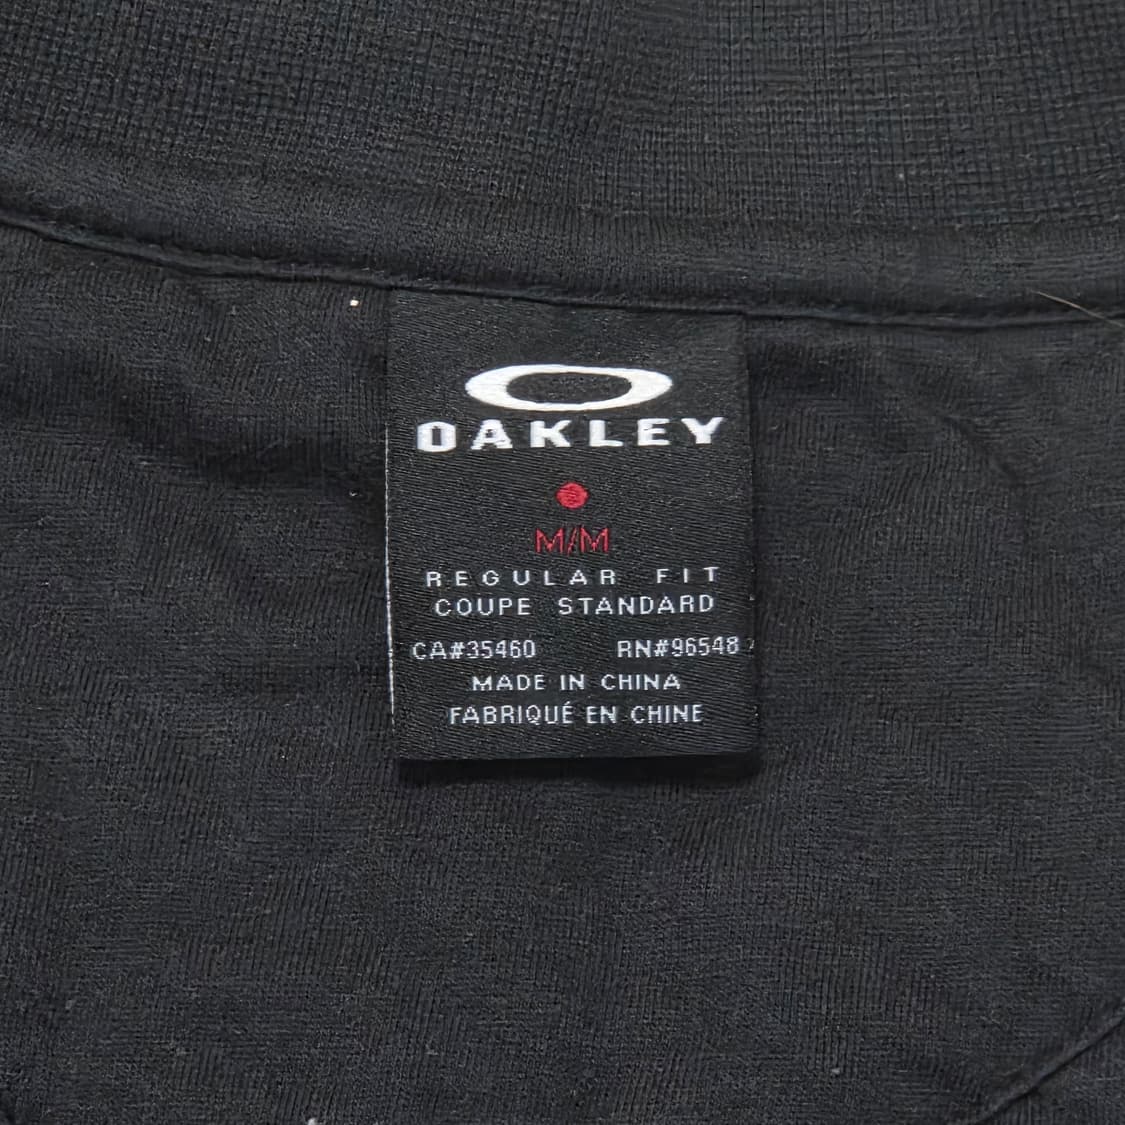 OAKLEY
M/M
REGULAR FIT
COUPE STANDARD
CA#35460 RN#96548
MADE IN CHINA
FABRIQUÉ EN CHINE